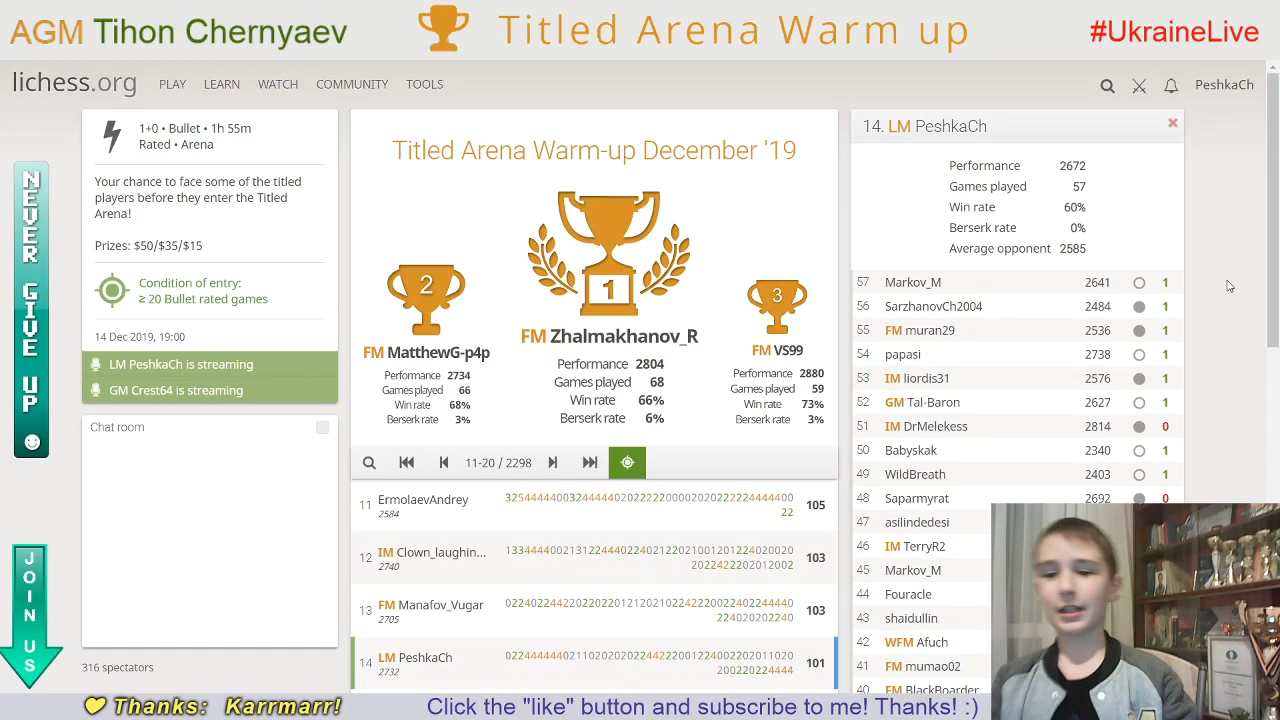 AGM Tihon Chernyaev
Titled Arena Warm up
#UkraineLive
lichess.org
PLAY LEARN WATCH COMMUNITY TOOLS
PeshkaCh
NEVER GIVE UP
JOIN US
1+0 • Bullet • 1h 55m
Rated • Arena
Your chance to face some of the titled
players before they enter the Titled
Arena!
Prizes: $50/$35/$15
Condition of entry:
≥ 20 Bullet rated games
14 Dec 2019, 19:00
LM PeshkaCh is streaming
GM Crest64 is streaming
Chat room
316 spectators
Titled Arena Warm-up December '19
2
FM MatthewG-p4p
Performance 2734
Games played 66
Win rate 68%
Berserk rate 3%
1
FM Zhalmakhanov_R
Performance 2804
Games played 68
Win rate 66%
Berserk rate 6%
3
FM VS99
Performance 2880
Games played 59
Win rate 73%
Berserk rate 3%
11-20 / 2298
11 ErmolaevAndrey 105
2584
12 IM Clown_laughin... 103
2740
13 FM Manafov_Vugar 103
2705
14 LM PeshkaCh 101
2732
14. LM PeshkaCh
Performance 2672
Games played 57
Win rate 60%
Berserk rate 0%
Average opponent 2585
57 Markov_M 2641 1
56 SarzhanovCh2004 2484 1
55 FM muran29 2536 1
54 papasi 2738 1
53 IM liordis31 2576 1
52 GM Tal-Baron 2627 1
51 IM DrMelekess 2814 0
50 Babyskak 2340 1
49 WildBreath 2403 1
48 Saparmyrat 2692 0
47 asilindedesi
46 IM TerryR2
45 Markov_M
44 Fouracle
43 shaidullin
42 WFM Afuch
41 FM mumao02
40 FM BlackBoarder
Thanks: Karrmarr!
Click the "like" button and subscribe to me! Thanks! :)